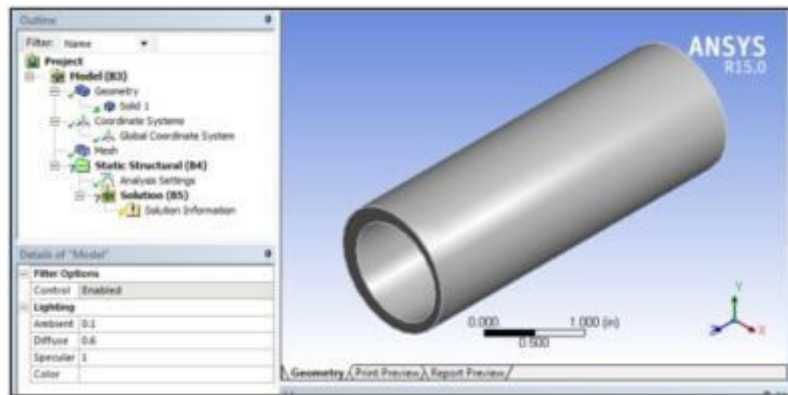 Outline
Filter: Name
Project
Model (B3)
Geometry
Solid 1
Coordinate Systems
Global Coordinate System
Mesh
Static Structural (B4)
Analysis Settings
Solution (B5)
Solution Information
Details of "Model"
Filter Options
Control Enabled
Lighting
Ambient 0.1
Diffuse 0.6
Specular 1
Color
ANSYS
R15.0
0.000 1.000 (in)
0.500
Y
Z X
Geometry Print Preview Report Preview